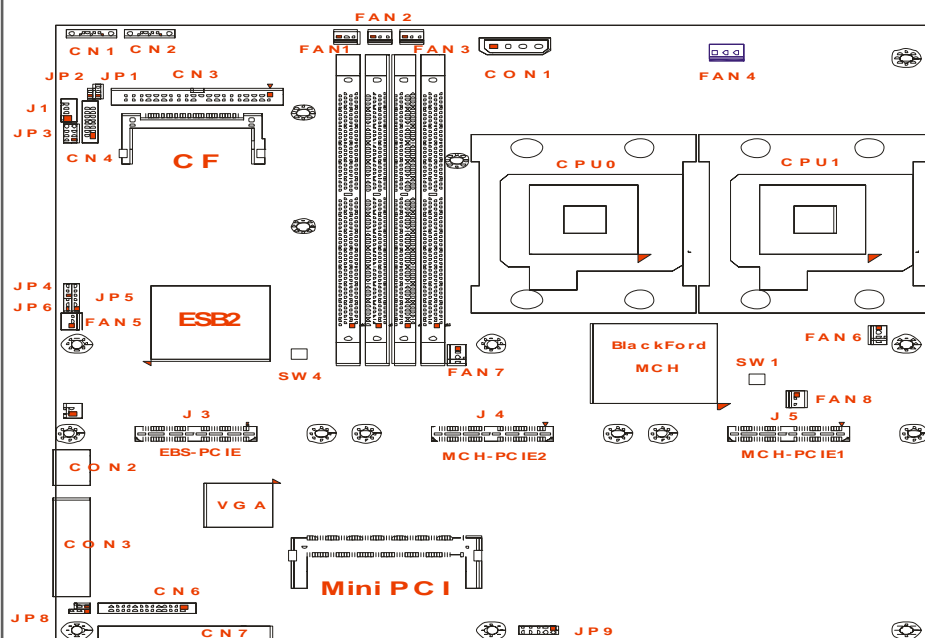 FAN2
CN1 CN2 FAN1 FAN3
CON1 FAN4
JP2 JP1 CN3
J1
JP3
CN4 CF
CPU0 CPU1
JP4
JP5
JP6
FAN5 ESB2
BlackFord
MCH
FAN6
SW1
SW4 FAN7
FAN8
J3 J4 J5
EBS-PCIE MCH-PCIE2 MCH-PCIE1
CON2
VGA
CON3
Mini PCI
CN6
JP8
CN7 JP9